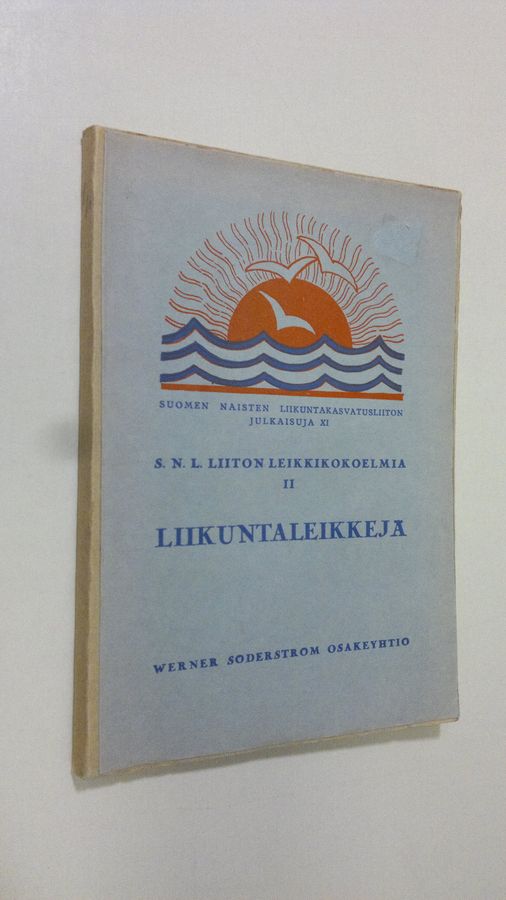 SUOMEN NAISTEN LIIKUNTAKASVATUSLIITON
JULKAISUJA XI
S. N. L. LIITON LEIKKIKOKOELMIA
II
LIIKUNTALEIKKEJÄ
WERNER SÖDERSTRÖM OSAKEYHTIÖ